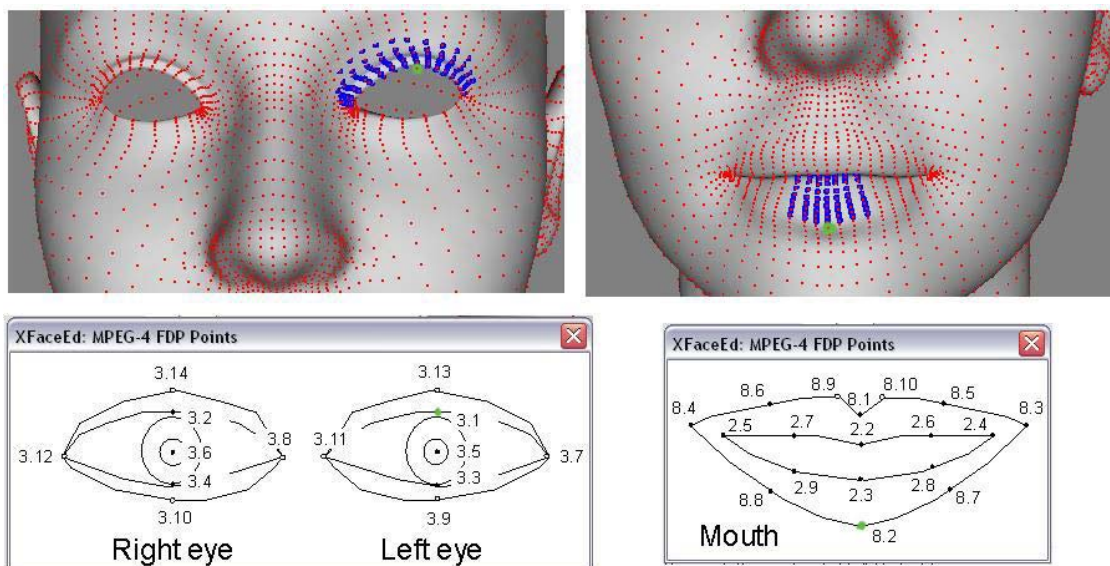 XFaceEd: MPEG-4 FDP Points
3.14
3.2
3.8
3.12
3.6
3.4
3.10
Right eye
3.13
3.1
3.11
3.5
3.7
3.3
3.9
Left eye
XFaceEd: MPEG-4 FDP Points
8.9 8.10
8.6 8.5
8.4 8.1 8.3
2.5 2.7 2.2 2.6 2.4
2.9 2.3 2.8
8.8 8.7
8.2
Mouth